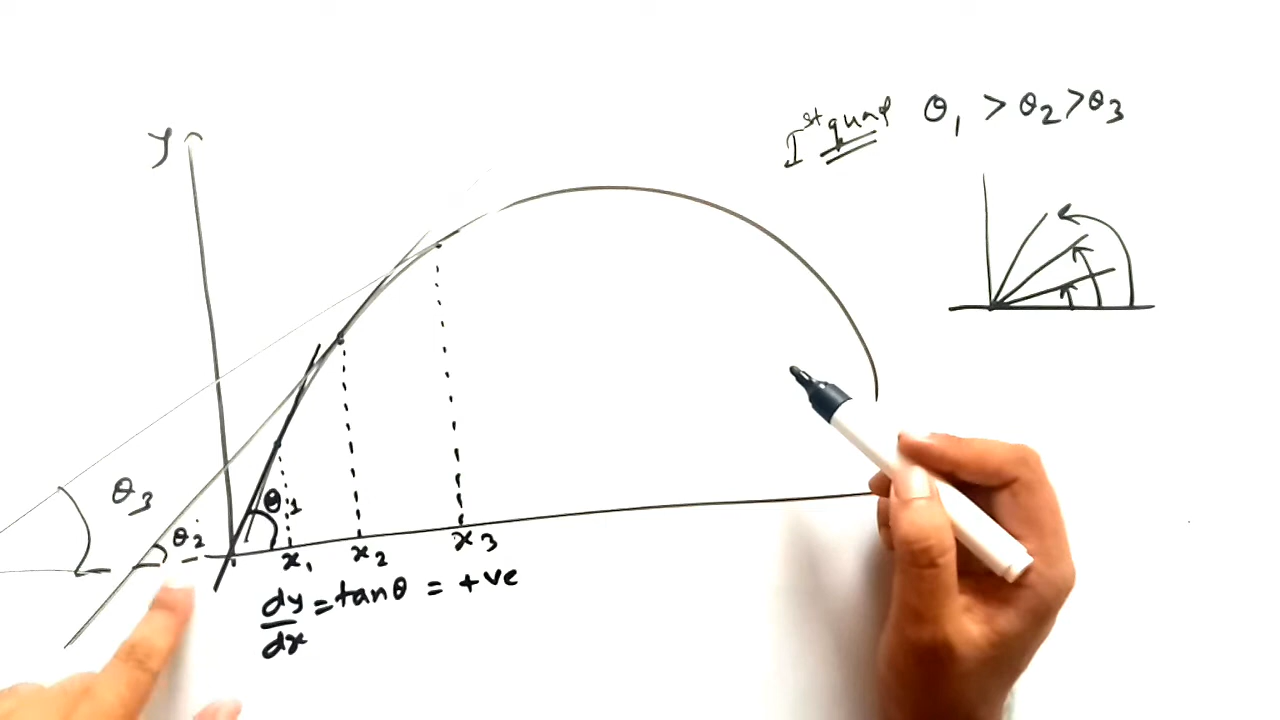 Iˢᵗ quad θ₁ > θ₂ > θ₃
y
θ₃
θ₂
θ₁
x₁ x₂ x₃
dy/dx = tanθ = +ve